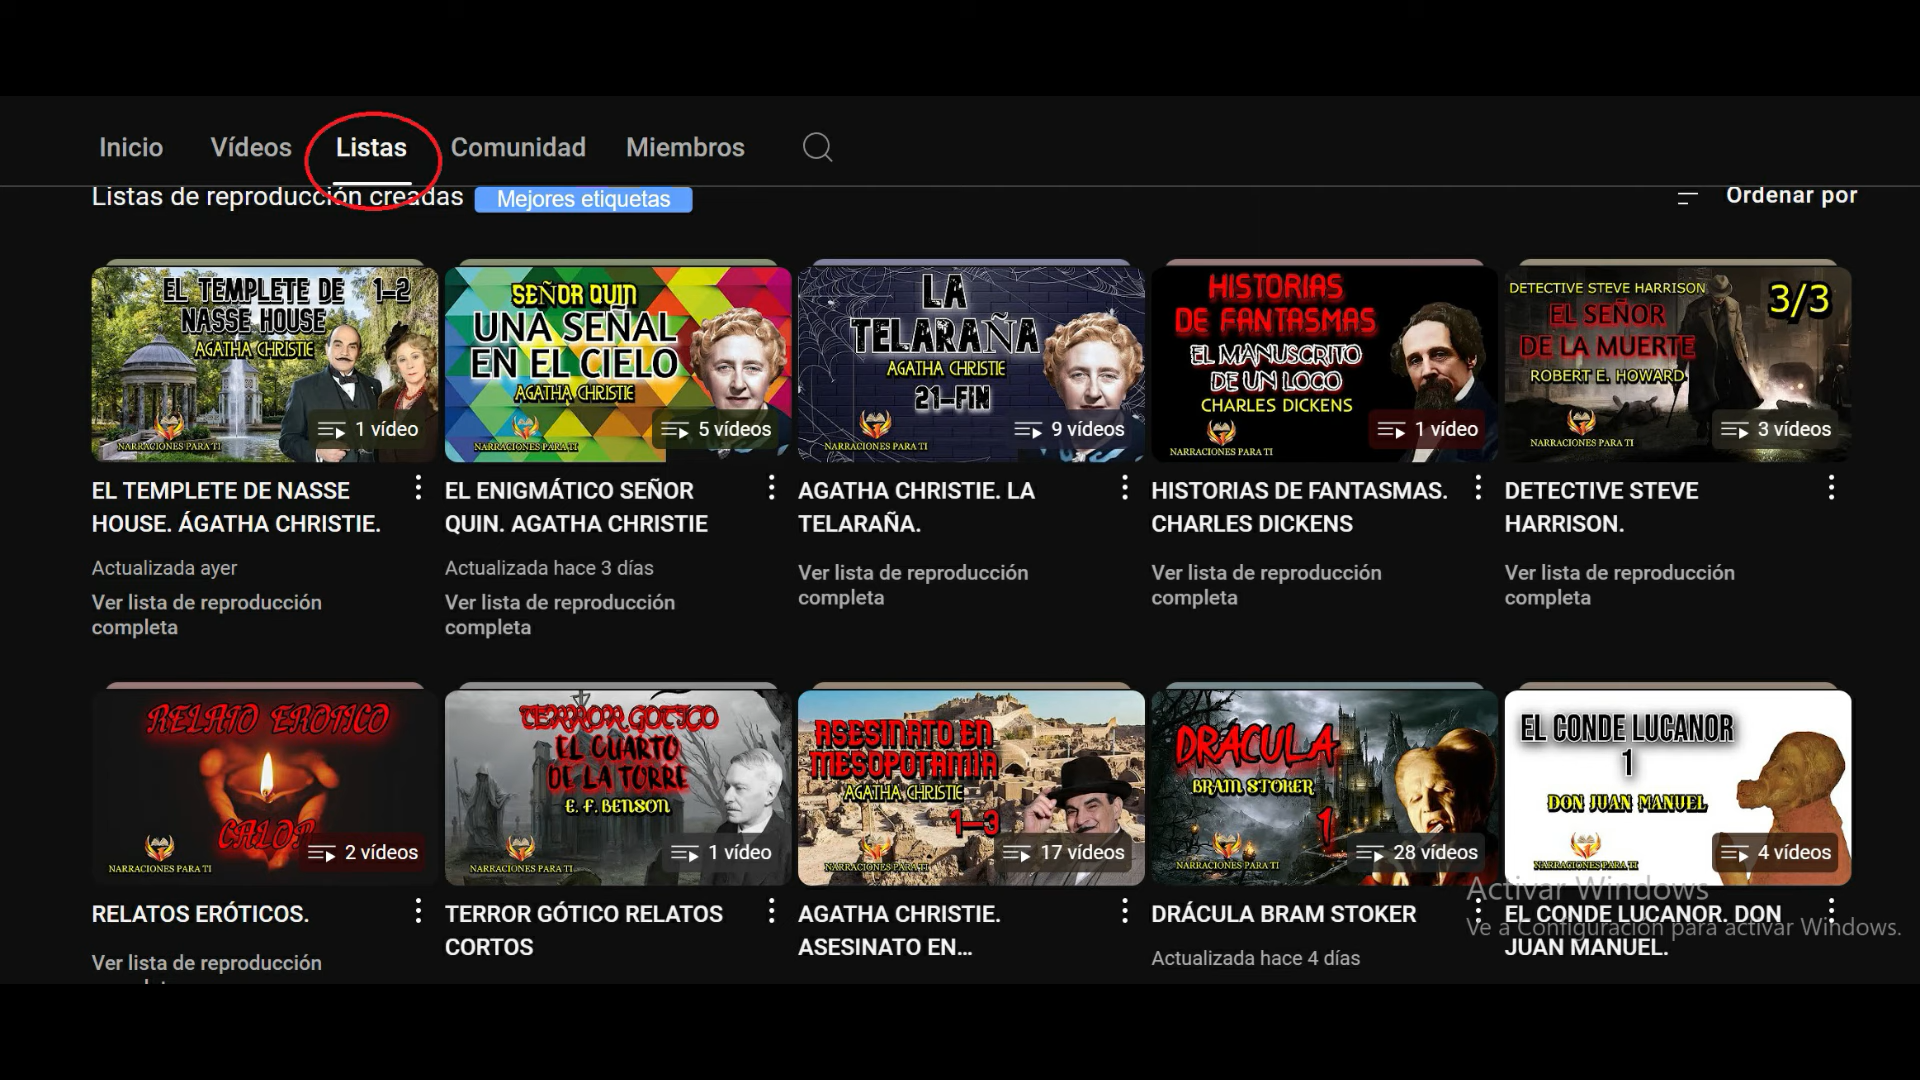 Inicio Vídeos Listas Comunidad Miembros
Listas de reproducción creadas Mejores etiquetas Ordenar por
EL TEMPLETE DE 1-2
NASSE HOUSE
AGATHA CHRISTIE
NARRACIONES PARA TI
1 vídeo
SEÑOR QUIN
UNA SEÑAL
EN EL CIELO
AGATHA CHRISTIE
NARRACIONES PARA TI
5 vídeos
LA
TELARAÑA
AGATHA CHRISTIE
21-FIN
NARRACIONES PARA TI
9 vídeos
HISTORIAS
DE FANTASMAS
EL MANUSCRITO
DE UN LOCO
CHARLES DICKENS
NARRACIONES PARA TI
1 vídeo
DETECTIVE STEVE HARRISON
3/3
EL SEÑOR
DE LA MUERTE
ROBERT E. HOWARD
NARRACIONES PARA TI
3 vídeos
EL TEMPLETE DE NASSE
HOUSE. ÁGATHA CHRISTIE.
Actualizada ayer
Ver lista de reproducción
completa
EL ENIGMÁTICO SEÑOR
QUIN. AGATHA CHRISTIE
Actualizada hace 3 días
Ver lista de reproducción
completa
AGATHA CHRISTIE. LA
TELARAÑA.
Ver lista de reproducción
completa
HISTORIAS DE FANTASMAS.
CHARLES DICKENS
Ver lista de reproducción
completa
DETECTIVE STEVE
HARRISON.
Ver lista de reproducción
completa
RELATO EROTICO
CALOR
NARRACIONES PARA TI
2 vídeos
TERROR GOTICO
EL CUARTO
DE LA TORRE
E. F. BENSON
NARRACIONES PARA TI
1 vídeo
ASESINATO EN
MESOPOTAMIA
AGATHA CHRISTIE
1-3
NARRACIONES PARA TI
17 vídeos
DRÁCULA
BRAM STOKER
1
NARRACIONES PARA TI
28 vídeos
EL CONDE LUCANOR
1
DON JUAN MANUEL
NARRACIONES PARA TI
4 vídeos
RELATOS ERÓTICOS.
Ver lista de reproducción
TERROR GÓTICO RELATOS
CORTOS
AGATHA CHRISTIE.
ASESINATO EN...
DRÁCULA BRAM STOKER
Actualizada hace 4 días
EL CONDE LUCANOR. DON
JUAN MANUEL.
Activar Windows
Ve a Configuración para activar Windows.